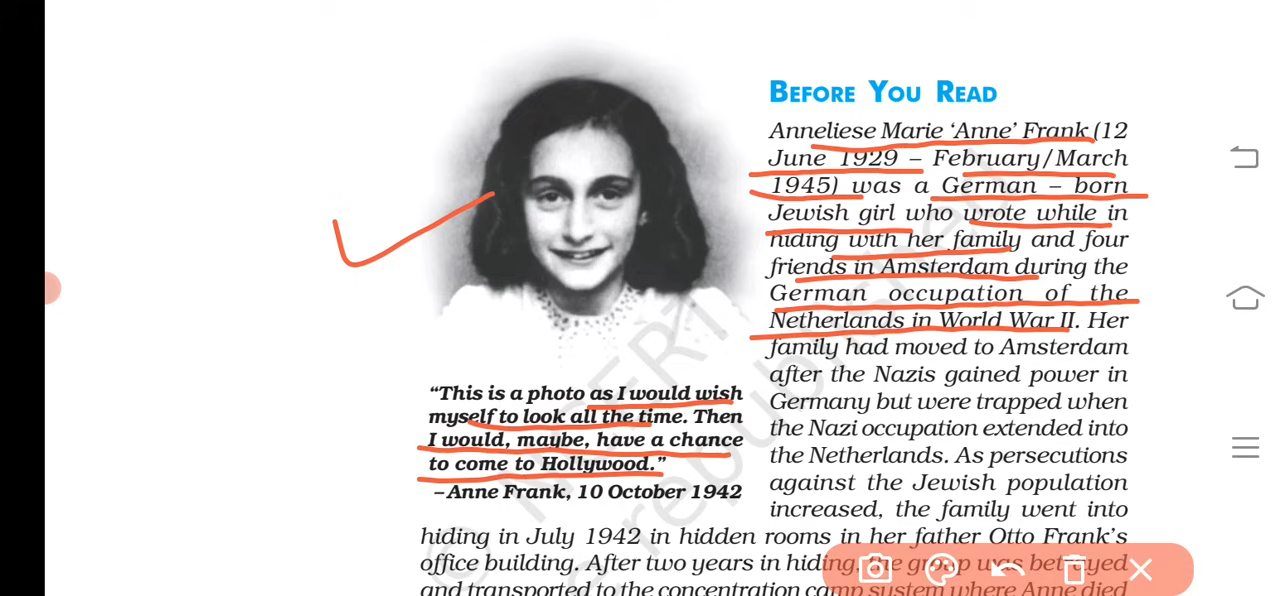 BEFORE YOU READ
Anneliese Marie ‘Anne’ Frank (12
June 1929 – February/March
1945) was a German – born
Jewish girl who wrote while in
hiding with her family and four
friends in Amsterdam during the
German occupation of the
Netherlands in World War II. Her
family had moved to Amsterdam
after the Nazis gained power in
Germany but were trapped when
the Nazi occupation extended into
the Netherlands. As persecutions
against the Jewish population
increased, the family went into
“This is a photo as I would wish
myself to look all the time. Then
I would, maybe, have a chance
to come to Hollywood.”
– Anne Frank, 10 October 1942
hiding in July 1942 in hidden rooms in her father Otto Frank’s
office building. After two years in hiding, the group was betrayed
and transported to the concentration camp system where Anne died
© NCERT